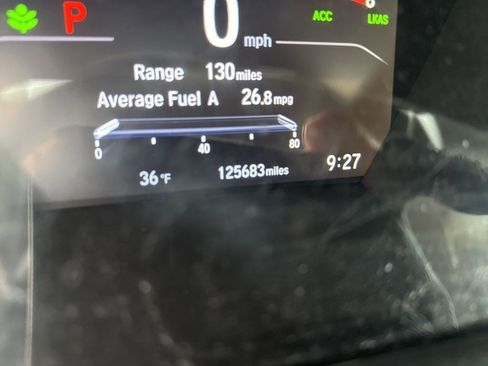 P 0 mph ACC LKAS
Range 130 miles
Average Fuel A 26.8 mpg
0 40 80
36 °F 125683 miles 9:27